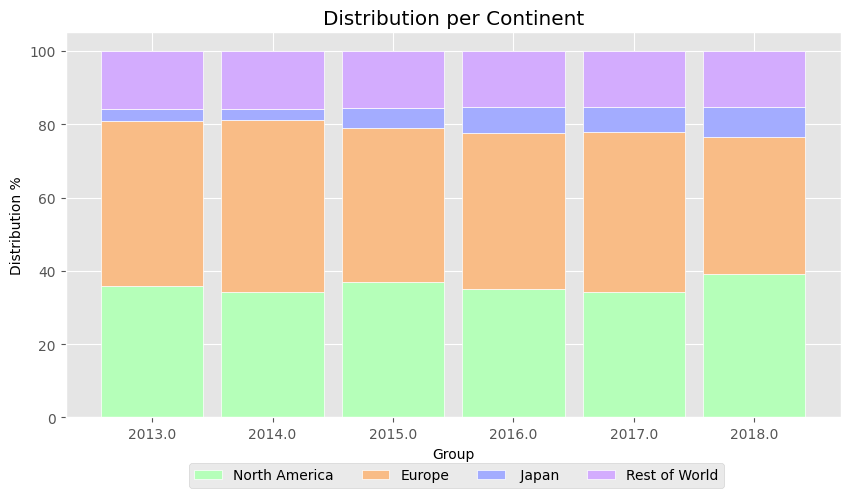 Distribution per Continent
Distribution %
100
80
60
40
20
0
2013.0 2014.0 2015.0 2016.0 2017.0 2018.0
Group
North America Europe Japan Rest of World